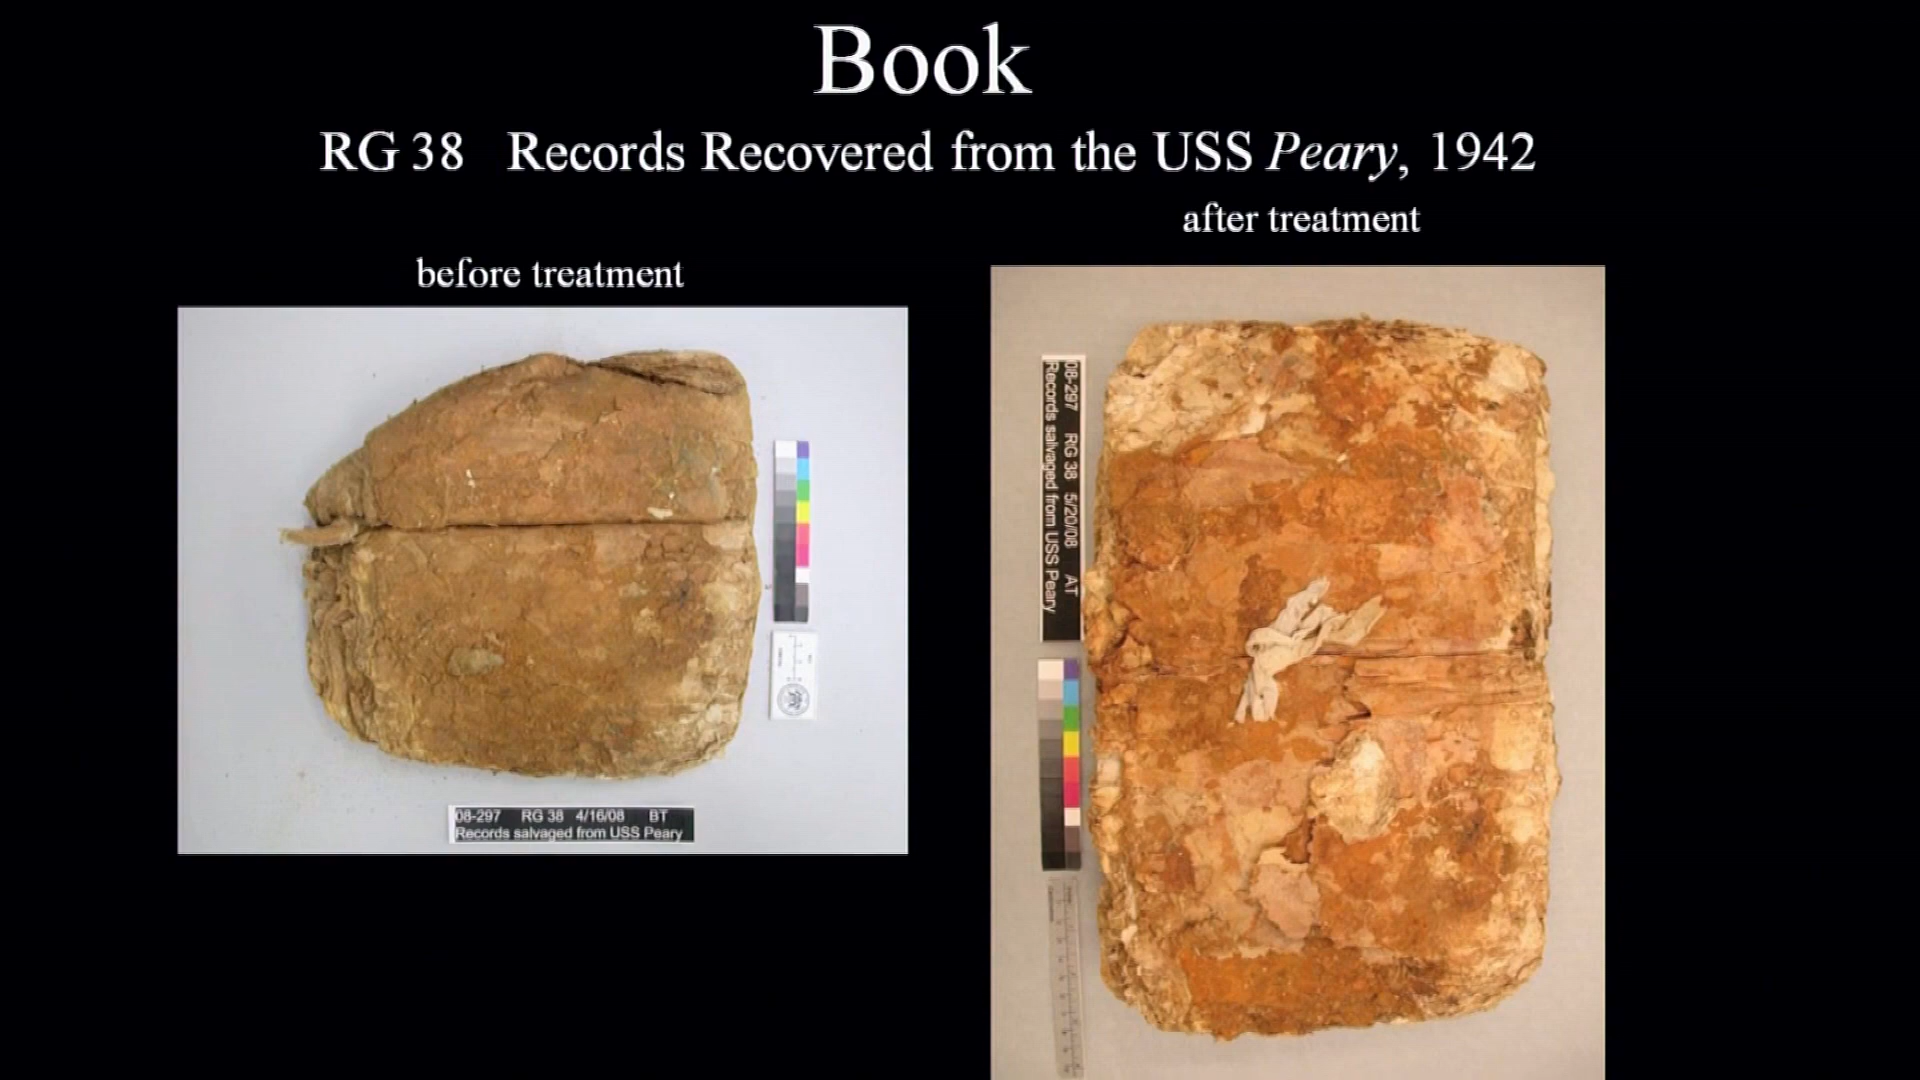 Book
RG 38 Records Recovered from the USS Peary, 1942
before treatment
after treatment
08-297 RG 38 4/16/08 BT
Records salvaged from USS Peary
08-297 RG 38 5/20/08 AT
Records salvaged from USS Peary